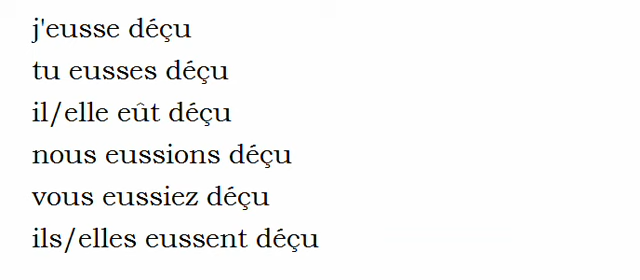 j'eusse déçu
tu eusses déçu
il/elle eût déçu
nous eussions déçu
vous eussiez déçu
ils/elles eussent déçu